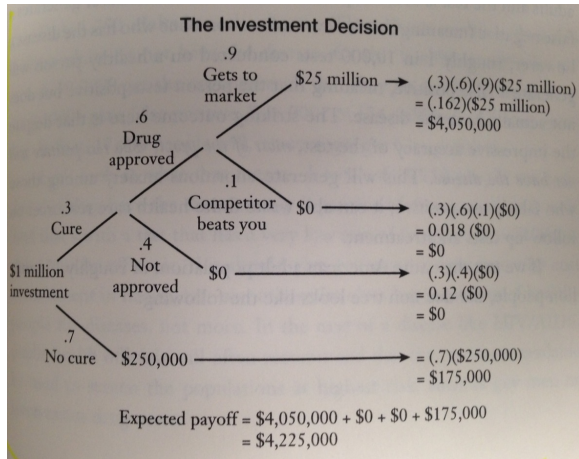 The Investment Decision
.9
Gets to
market
$25 million
(.3)(.6)(.9)($25 million)
= (.162)($25 million)
= $4,050,000
.6
Drug
approved
.1
Competitor
beats you
$0
(.3)(.6)(.1)($0)
= 0.018 ($0)
= $0
.3
Cure
.4
Not
approved
$0
(.3)(.4)($0)
= 0.12 ($0)
= $0
$1 million
investment
.7
No cure
$250,000
= (.7)($250,000)
= $175,000
Expected payoff = $4,050,000 + $0 + $0 + $175,000
= $4,225,000